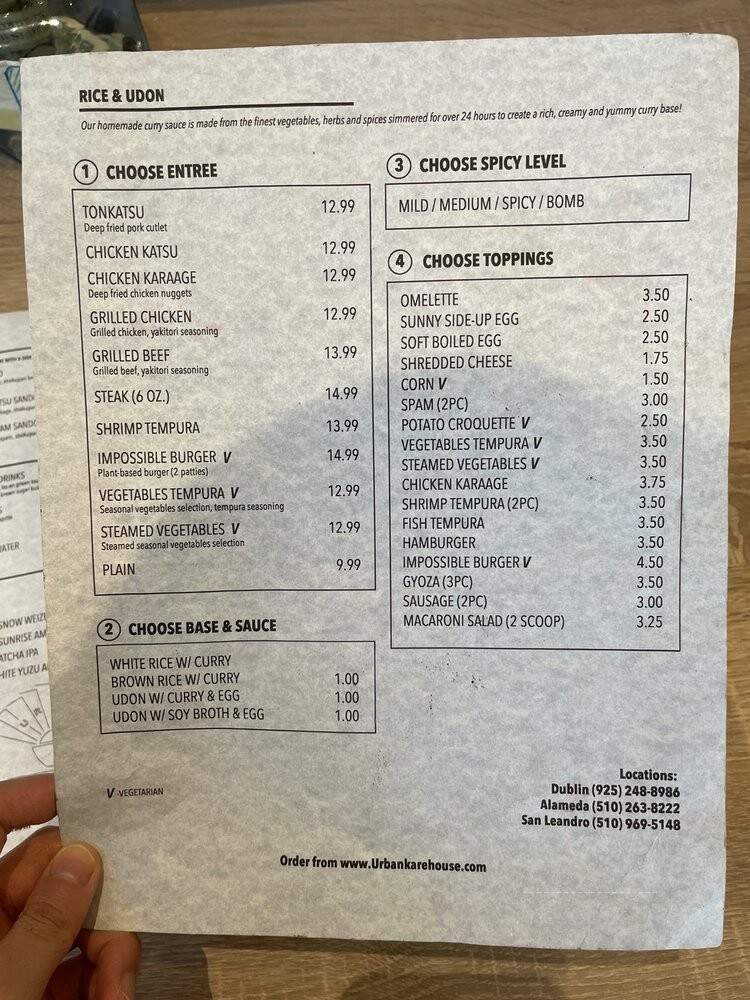 RICE & UDON
Our homemade curry sauce is made from the finest vegetables, herbs and spices simmered for over 24 hours to create a rich, creamy and yummy curry base!
1 CHOOSE ENTREE
TONKATSU 12.99
Deep fried pork cutlet
CHICKEN KATSU 12.99
CHICKEN KARAAGE 12.99
Deep fried chicken nuggets
GRILLED CHICKEN 12.99
Grilled chicken, yakitori seasoning
GRILLED BEEF 13.99
Grilled beef, yakitori seasoning
STEAK (6 OZ.) 14.99
SHRIMP TEMPURA 13.99
IMPOSSIBLE BURGER V 14.99
Plant-based burger (2 patties)
VEGETABLES TEMPURA V 12.99
Seasonal vegetables selection, tempura seasoning
STEAMED VEGETABLES V 12.99
Steamed seasonal vegetables selection
PLAIN 9.99
2 CHOOSE BASE & SAUCE
WHITE RICE W/ CURRY
BROWN RICE W/ CURRY 1.00
UDON W/ CURRY & EGG 1.00
UDON W/ SOY BROTH & EGG 1.00
V -VEGETARIAN
3 CHOOSE SPICY LEVEL
MILD / MEDIUM / SPICY / BOMB
4 CHOOSE TOPPINGS
OMELETTE 3.50
SUNNY SIDE-UP EGG 2.50
SOFT BOILED EGG 2.50
SHREDDED CHEESE 1.75
CORN V 1.50
SPAM (2PC) 3.00
POTATO CROQUETTE V 2.50
VEGETABLES TEMPURA V 3.50
STEAMED VEGETABLES V 3.50
CHICKEN KARAAGE 3.75
SHRIMP TEMPURA (2PC) 3.50
FISH TEMPURA 3.50
HAMBURGER 3.50
IMPOSSIBLE BURGER V 4.50
GYOZA (3PC) 3.50
SAUSAGE (2PC) 3.00
MACARONI SALAD (2 SCOOP) 3.25
Locations:
Dublin (925) 248-8986
Alameda (510) 263-8222
San Leandro (510) 969-5148
Order from www.Urbankarehouse.com
TSU SAND
AM SAND
DRINKS
ATER
SNOW WEIZ
SUNRISE AM
ATCHA IPA
HITE YUZU A